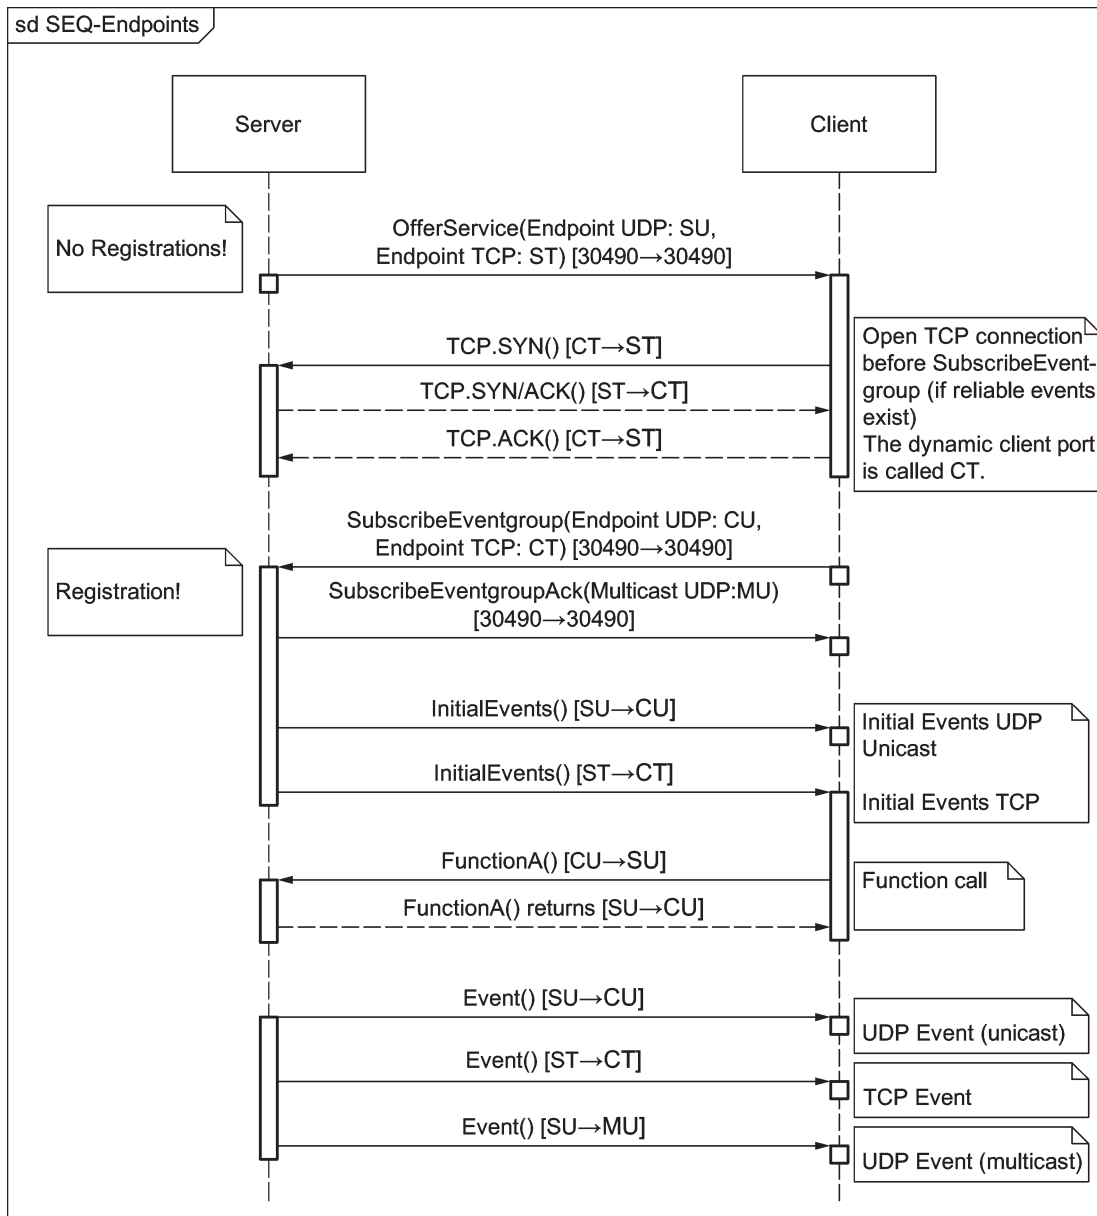 sd SEQ-Endpoints
Server
Client
No Registrations!
OfferService(Endpoint UDP: SU,
Endpoint TCP: ST) [30490→30490]
TCP.SYN() [CT→ST]
TCP.SYN/ACK() [ST→CT]
TCP.ACK() [CT→ST]
Open TCP connection
before SubscribeEvent-
group (if reliable events
exist)
The dynamic client port
is called CT.
SubscribeEventgroup(Endpoint UDP: CU,
Endpoint TCP: CT) [30490→30490]
Registration!
SubscribeEventgroupAck(Multicast UDP:MU)
[30490→30490]
InitialEvents() [SU→CU]
Initial Events UDP
Unicast
InitialEvents() [ST→CT]
Initial Events TCP
FunctionA() [CU→SU]
Function call
FunctionA() returns [SU→CU]
Event() [SU→CU]
UDP Event (unicast)
Event() [ST→CT]
TCP Event
Event() [SU→MU]
UDP Event (multicast)